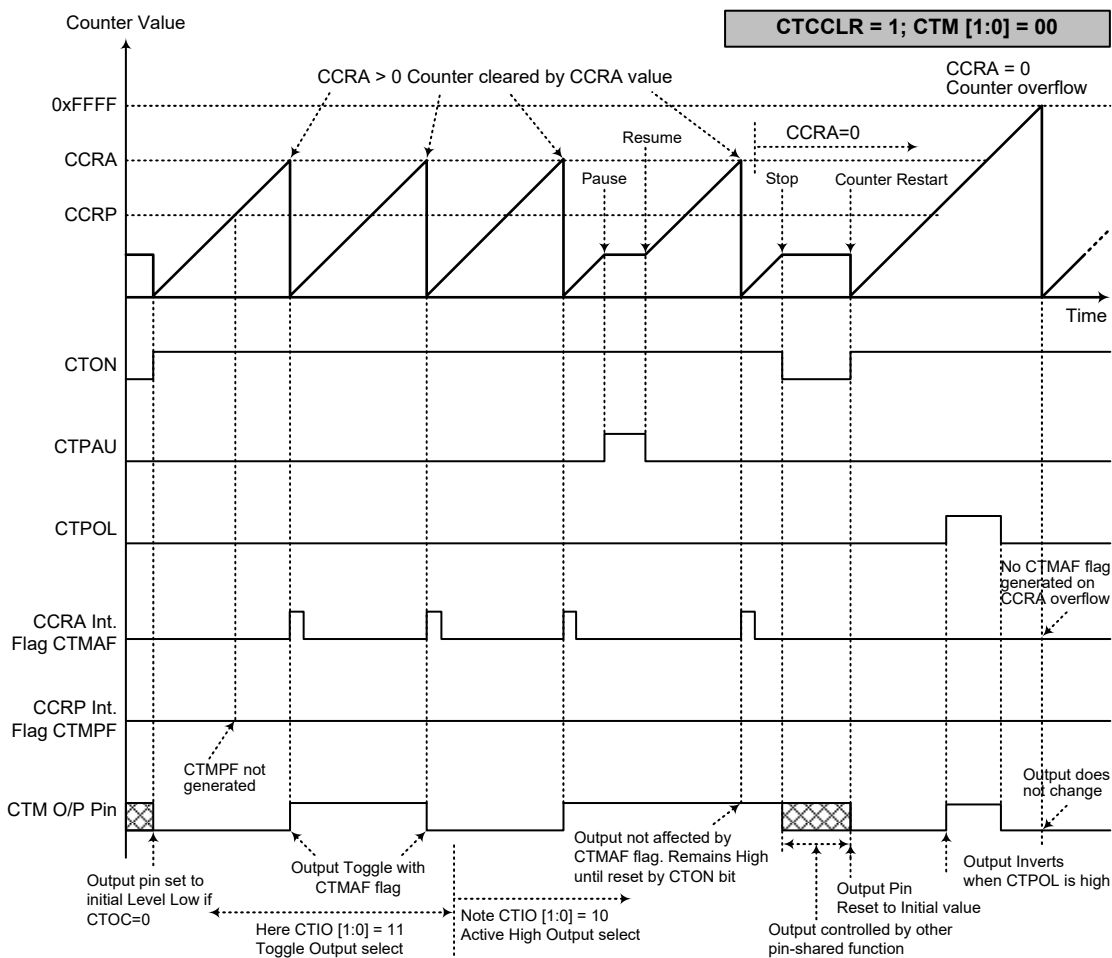 Counter Value
CTCCLR = 1; CTM [1:0] = 00
CCRA > 0 Counter cleared by CCRA value
CCRA = 0
Counter overflow
0xFFFF
Resume
CCRA=0
CCRA
Pause
Stop
Counter Restart
CCRP
Time
CTON
CTPAU
CTPOL
No CTMAF flag
generated on
CCRA overflow
CCRA Int.
Flag CTMAF
CCRP Int.
Flag CTMPF
CTMPF not
generated
Output does
not change
CTM O/P Pin
Output not affected by
CTMAF flag. Remains High
until reset by CTON bit
Output Toggle with
CTMAF flag
Output Inverts
when CTPOL is high
Output pin set to
initial Level Low if
CTOC=0
Output Pin
Reset to Initial value
Here CTIO [1:0] = 11
Toggle Output select
Note CTIO [1:0] = 10
Active High Output select
Output controlled by other
pin-shared function